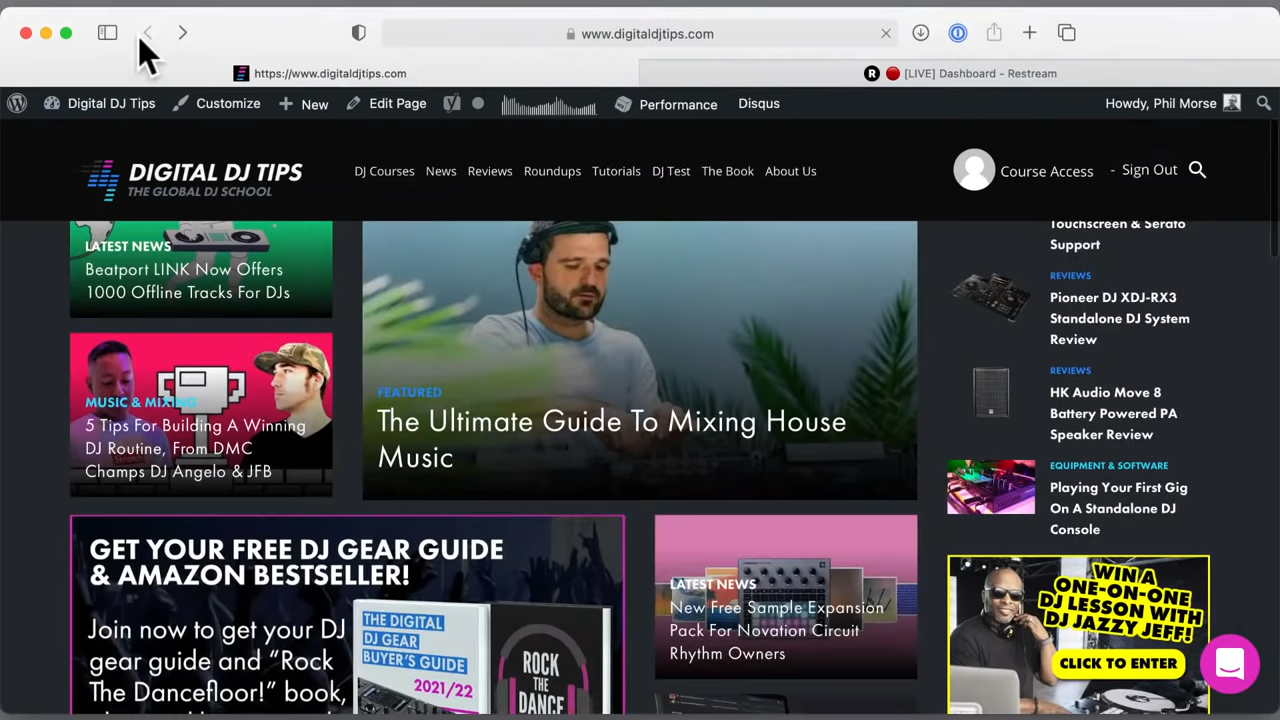 www.digitaldjtips.com
https://www.digitaldjtips.com
R [LIVE] Dashboard - Restream
Digital DJ Tips Customize New Edit Page Performance Disqus Howdy, Phil Morse
DIGITAL DJ TIPS
THE GLOBAL DJ SCHOOL
DJ Courses News Reviews Roundups Tutorials DJ Test The Book About Us
Course Access - Sign Out
LATEST NEWS
Beatport LINK Now Offers
1000 Offline Tracks For DJs
MUSIC & MIXING
5 Tips For Building A Winning
DJ Routine, From DMC
Champs DJ Angelo & JFB
FEATURED
The Ultimate Guide To Mixing House
Music
Touchscreen & Serato
Support
REVIEWS
Pioneer DJ XDJ-RX3
Standalone DJ System
Review
REVIEWS
HK Audio Move 8
Battery Powered PA
Speaker Review
EQUIPMENT & SOFTWARE
Playing Your First Gig
On A Standalone DJ
Console
GET YOUR FREE DJ GEAR GUIDE
& AMAZON BESTSELLER!
Join now to get your DJ
gear guide and “Rock
The Dancefloor!” book,
THE DIGITAL
DJ GEAR
BUYER'S GUIDE
2021/22
ROCK
THE
DANCE
LATEST NEWS
New Free Sample Expansion
Pack For Novation Circuit
Rhythm Owners
WIN A
ONE-ON-ONE
DJ LESSON WITH
DJ JAZZY JEFF!
CLICK TO ENTER